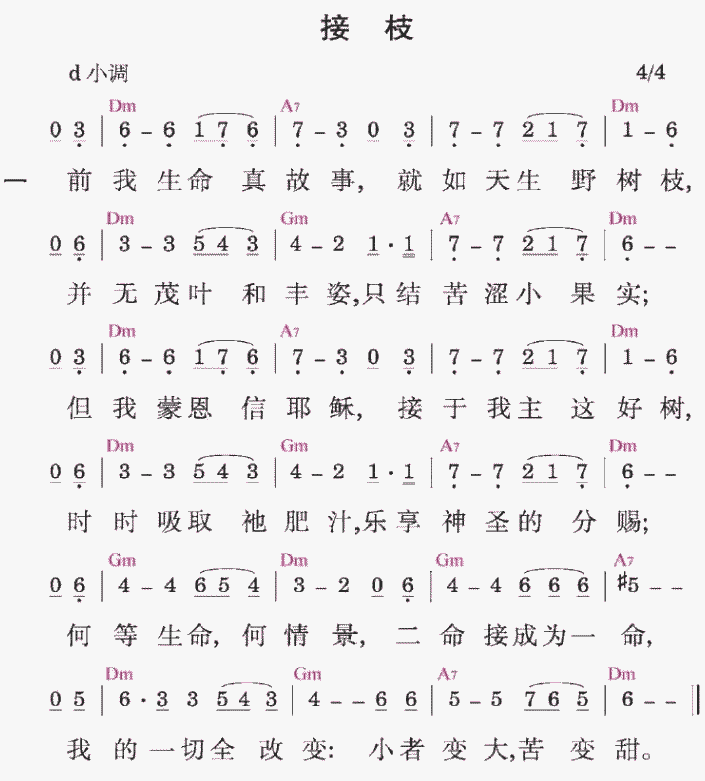 接 枝
d 小调 4/4
Dm A7 Dm
0 3 | 6 – 6 1 7 6 | 7 – 3 0 3 | 7 – 7 2 1 7 | 1 – 6
一 前 我 生 命 真 故 事, 就 如 天 生 野 树 枝,
Dm Gm A7 Dm
0 6 | 3 – 3 5 4 3 | 4 – 2 1 · 1 | 7 – 7 2 1 7 | 6 – –
并 无 茂 叶 和 丰 姿,只 结 苦 涩 小 果 实;
Dm A7 Dm
0 3 | 6 – 6 1 7 6 | 7 – 3 0 3 | 7 – 7 2 1 7 | 1 – 6
但 我 蒙 恩 信 耶 稣, 接 于 我 主 这 好 树,
Dm Gm A7 Dm
0 6 | 3 – 3 5 4 3 | 4 – 2 1 · 1 | 7 – 7 2 1 7 | 6 – –
时 时 吸 取 祂 肥 汁,乐 享 神 圣 的 分 赐;
Gm Dm Gm A7
0 6 | 4 – 4 6 5 4 | 3 – 2 0 6 | 4 – 4 6 6 6 | #5 – –
何 等 生 命, 何 情 景, 二 命 接 成 为 一 命,
Dm Gm A7 Dm
0 5 | 6 · 3 3 5 4 3 | 4 – – 6 6 | 5 – 5 7 6 5 | 6 – – ‖
我 的 一 切 全 改 变: 小 者 变 大,苦 变 甜。